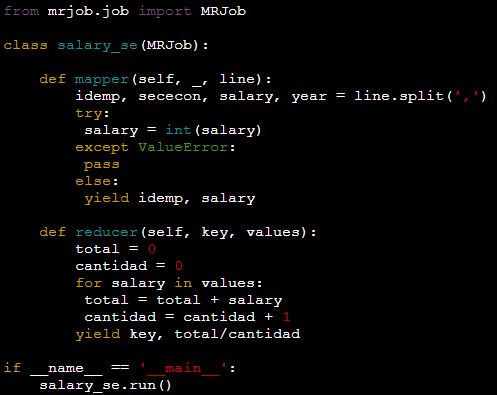 from mrjob.job import MRJob
class salary_se(MRJob):
    def mapper(self, _, line):
        idemp, sececon, salary, year = line.split(',')
        try:
         salary = int(salary)
        except ValueError:
         pass
        else:
         yield idemp, salary
    def reducer(self, key, values):
        total = 0
        cantidad = 0
        for salary in values:
         total = total + salary
         cantidad = cantidad + 1
        yield key, total/cantidad
if __name__ == '__main__':
    salary_se.run()